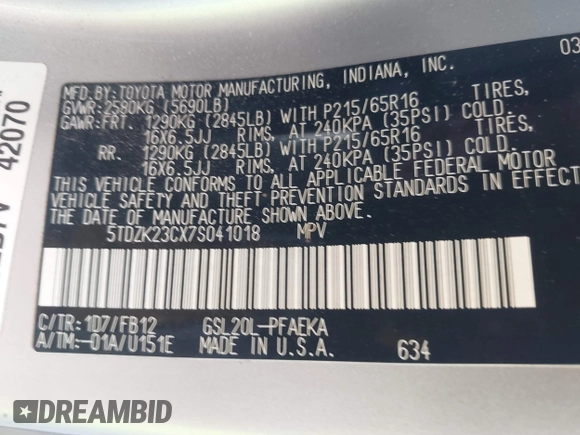 03
MFD. BY: TOYOTA MOTOR MANUFACTURING, INDIANA, INC.
GVWR: 2580KG (5690LB)
GAWR: FRT. 1290KG (2845LB) WITH P215/65R16 TIRES,
16X6.5JJ RIMS, AT 240KPA (35PSI) COLD.
RR. 1290KG (2845LB) WITH P215/65R16 TIRES,
16X6.5JJ RIMS, AT 240KPA (35PSI) COLD.
THIS VEHICLE CONFORMS TO ALL APPLICABLE FEDERAL MOTOR
VEHICLE SAFETY AND BUMPER STANDARDS IN EFFECT
ON THE DATE OF MANUFACTURE SHOWN ABOVE.
5TDZK23CX7S041018 MPV
C/TR: 1D7/FB12 GSL20L-PFAEKA
A/TM: -01A/U151E MADE IN U.S.A. 634
42070
DREAMBID